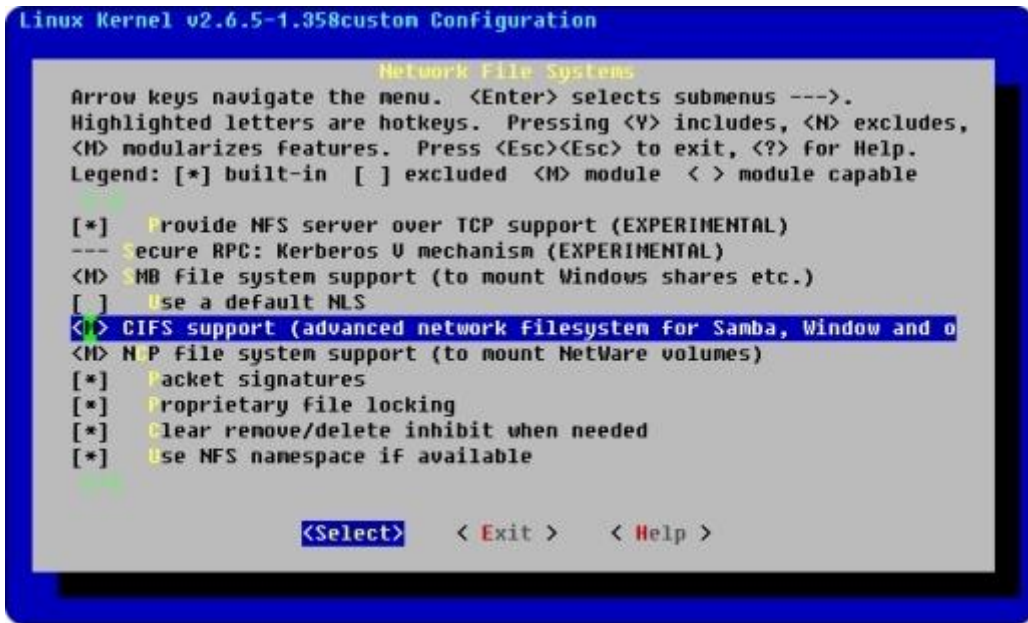 Linux Kernel v2.6.5-1.358custom Configuration
Network File Systems
Arrow keys navigate the menu.  <Enter> selects submenus --->.
Highlighted letters are hotkeys.  Pressing <Y> includes, <N> excludes,
<M> modularizes features.  Press <Esc><Esc> to exit, <?> for Help.
Legend: [*] built-in  [ ] excluded  <M> module  < > module capable
[*]   Provide NFS server over TCP support (EXPERIMENTAL)
--- Secure RPC: Kerberos V mechanism (EXPERIMENTAL)
<M> SMB file system support (to mount Windows shares etc.)
[ ]   Use a default NLS
<M> CIFS support (advanced network filesystem for Samba, Window and o
<M> NCP file system support (to mount NetWare volumes)
[*]   Packet signatures
[*]   Proprietary file locking
[*]   Clear remove/delete inhibit when needed
[*]   Use NFS namespace if available
<Select>    < Exit >    < Help >